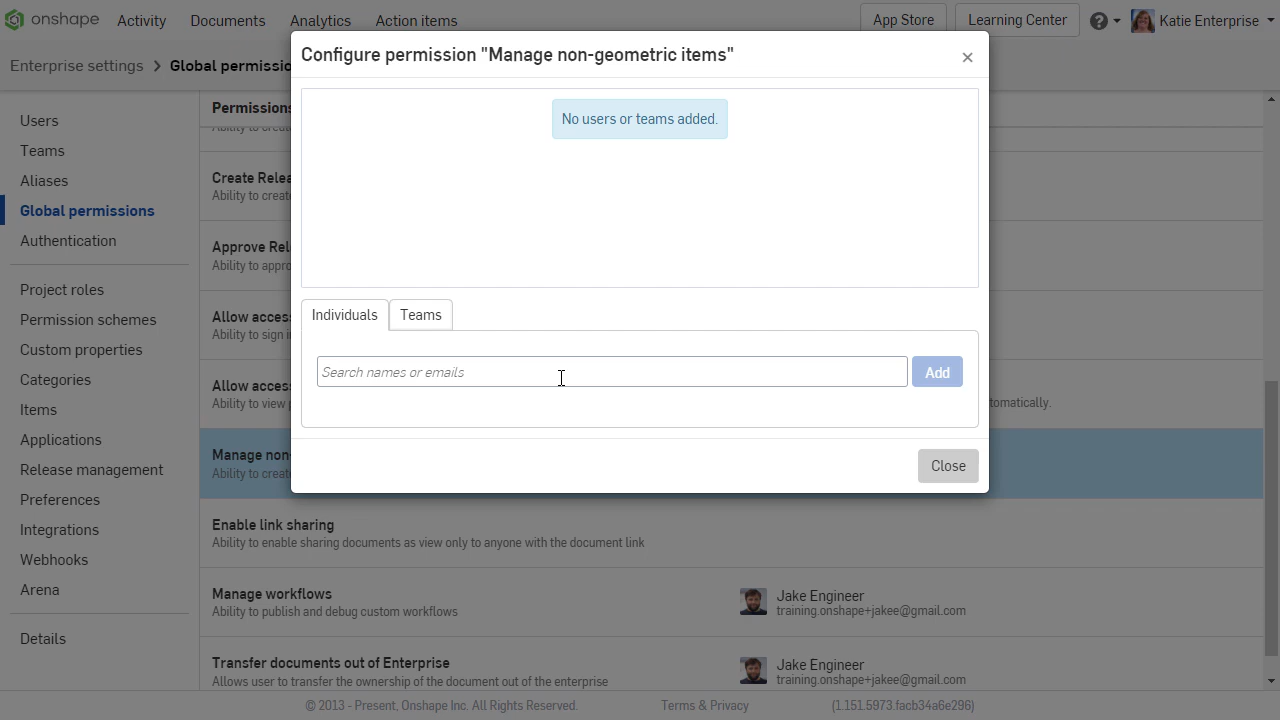 onshape
Activity
Documents
Analytics
Action items
App Store
Learning Center
Katie Enterprise
Enterprise settings
Global permissio
Configure permission "Manage non-geometric items"
×
No users or teams added.
Individuals
Teams
Search names or emails
Add
Close
Users
Teams
Aliases
Global permissions
Authentication
Project roles
Permission schemes
Custom properties
Categories
Items
Applications
Release management
Preferences
Integrations
Webhooks
Arena
Details
Permissions
Ability to creat
Create Relea
Ability to creat
Approve Rel
Ability to appro
Allow acces
Ability to sign i
Allow acces
Ability to view
tomatically.
Manage non
Ability to creat
Enable link sharing
Ability to enable sharing documents as view only to anyone with the document link
Manage workflows
Ability to publish and debug custom workflows
Jake Engineer
training.onshape+jakee@gmail.com
Transfer documents out of Enterprise
Allows user to transfer the ownership of the document out of the enterprise
Jake Engineer
training.onshape+jakee@gmail.com
© 2013 - Present, Onshape Inc. All Rights Reserved.
Terms & Privacy
(1.151.5973.facb34a6e296)